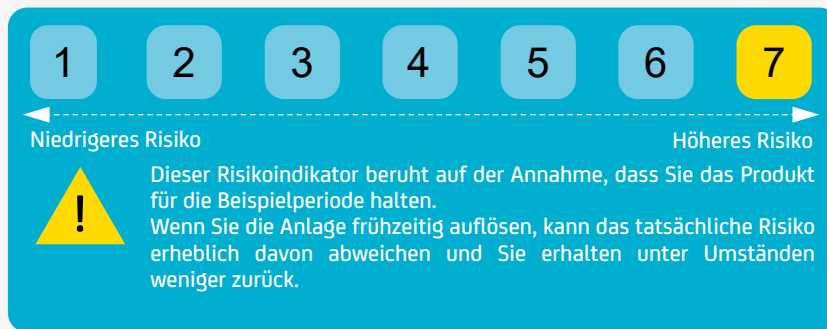 1 2 3 4 5 6 7
Niedrigeres Risiko Höheres Risiko
!
Dieser Risikoindikator beruht auf der Annahme, dass Sie das Produkt
für die Beispielperiode halten.
Wenn Sie die Anlage frühzeitig auflösen, kann das tatsächliche Risiko
erheblich davon abweichen und Sie erhalten unter Umständen
weniger zurück.